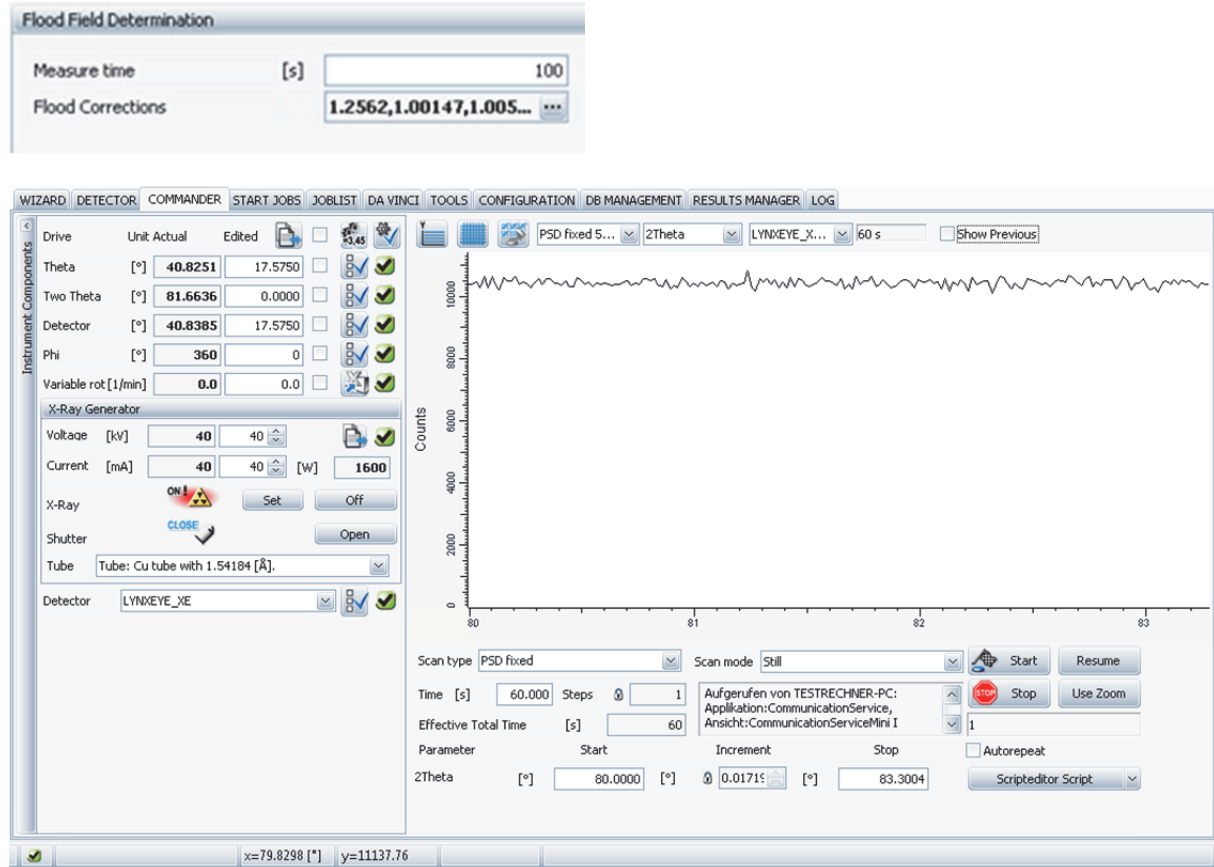 Flood Field Determination
Measure time [s] 100
Flood Corrections 1.2562,1.00147,1.005... ...
WIZARD DETECTOR COMMANDER START JOBS JOBLIST DA VINCI TOOLS CONFIGURATION DB MANAGEMENT RESULTS MANAGER LOG
Instrument Components
Drive Unit Actual Edited
Theta [°] 40.8251 17.5750
Two Theta [°] 81.6636 0.0000
Detector [°] 40.8385 17.5750
Phi [°] 360 0
Variable rot [1/min] 0.0 0.0
X-Ray Generator
Voltage [kV] 40 40
Current [mA] 40 40 [W] 1600
X-Ray ON! Set Off
Shutter CLOSE Open
Tube Tube: Cu tube with 1.54184 [Å].
Detector LYNXEYE_XE
PSD fixed 5... 2Theta LYNXEYE_X... 60 s Show Previous
Counts
10000
8000
6000
4000
2000
0
80 81 82 83
Scan type PSD fixed Scan mode Still Start Resume
Time [s] 60.000 Steps 1 Stop Use Zoom
Aufgerufen von TESTRECHNER-PC:
Applikation:CommunicationService,
Ansicht:CommunicationServiceMini I
Effective Total Time [s] 60 1
Parameter Start Increment Stop Autorepeat
2Theta [°] 80.0000 [°] 0.01719 [°] 83.3004 Scripteditor Script
x=79.8298 [°] y=11137.76